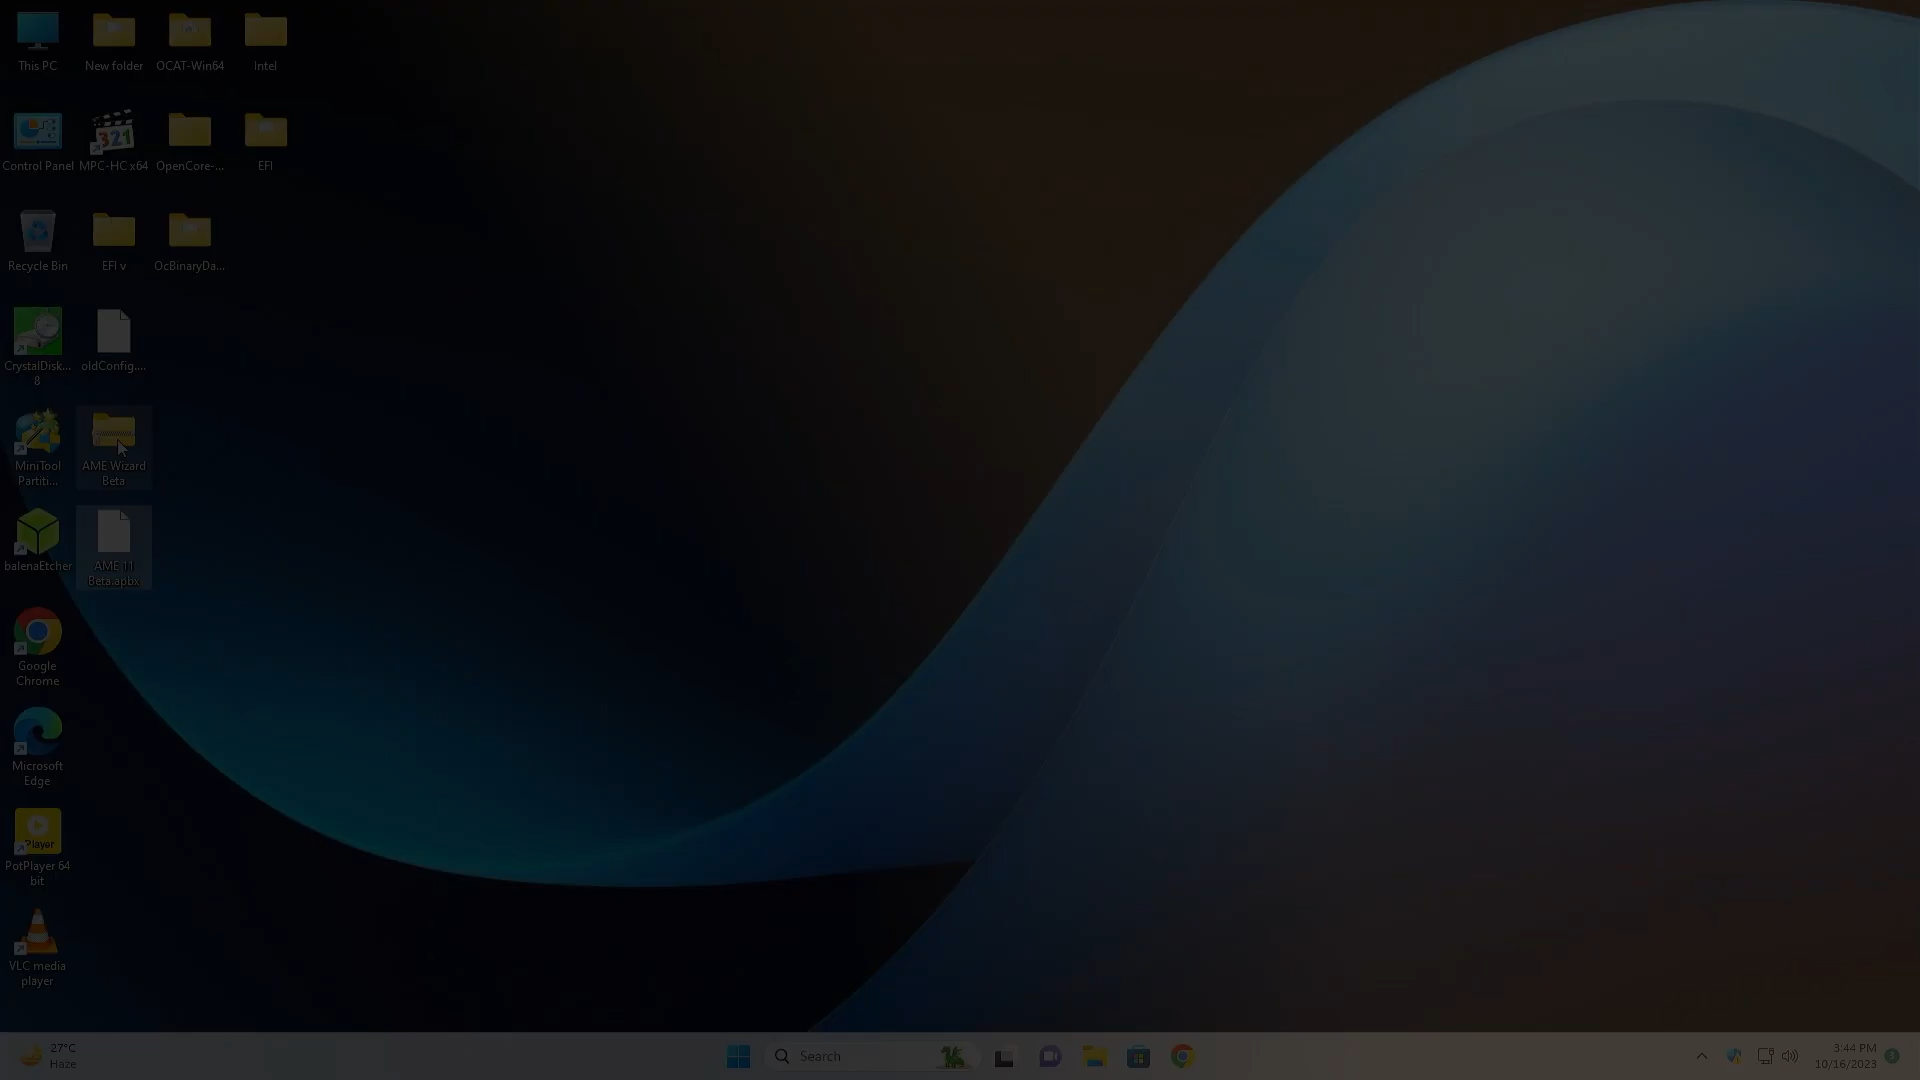 This PC
New folder
OCAT-Win64
Intel
Control Panel
MPC-HC x64
OpenCore-...
EFI
Recycle Bin
EFI v
OcBinaryDa...
CrystalDisk...
8
oldConfig....
MiniTool
Partiti...
AME Wizard
Beta
balenaEtcher
AME 11
Beta.apbx
Google
Chrome
Microsoft
Edge
Player
PotPlayer 64
bit
VLC media
player
321
27°C
Haze
Search
3:44 PM
10/16/2023